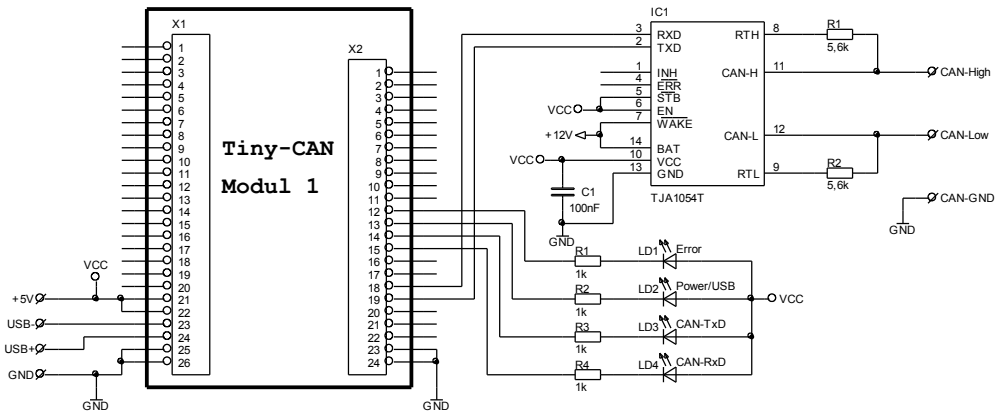 X1
1
2
3
4
5
6
7
8
9
10
11
12
13
14
15
16
17
18
19
20
21
22
23
24
25
26
VCC
+5V
USB-
USB+
GND
GND
Tiny-CAN
Modul 1
X2
1
2
3
4
5
6
7
8
9
10
11
12
13
14
15
16
17
18
19
20
21
22
23
24
GND
IC1
3 RXD RTH 8
2 TXD
R1
5,6k
1 INH CAN-H 11
CAN-High
4 ERR
5 STB
VCC 6 EN
7 WAKE
+12V
CAN-L 12
CAN-Low
14 BAT
VCC 10 VCC
13 GND RTL 9
R2
5,6k
TJA1054T
C1
100nF
GND
CAN-GND
GND
R1 LD1 Error
1k
R2 LD2 Power/USB
1k
VCC
R3 LD3 CAN-TxD
1k
R4 LD4 CAN-RxD
1k